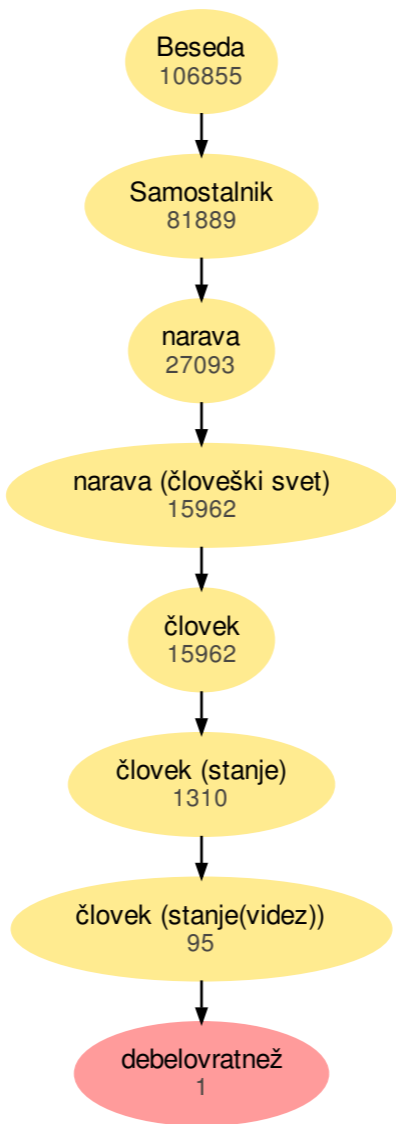 Beseda
106855
Samostalnik
81889
narava
27093
narava (človeški svet)
15962
človek
15962
človek (stanje)
1310
človek (stanje(videz))
95
debelovratnež
1